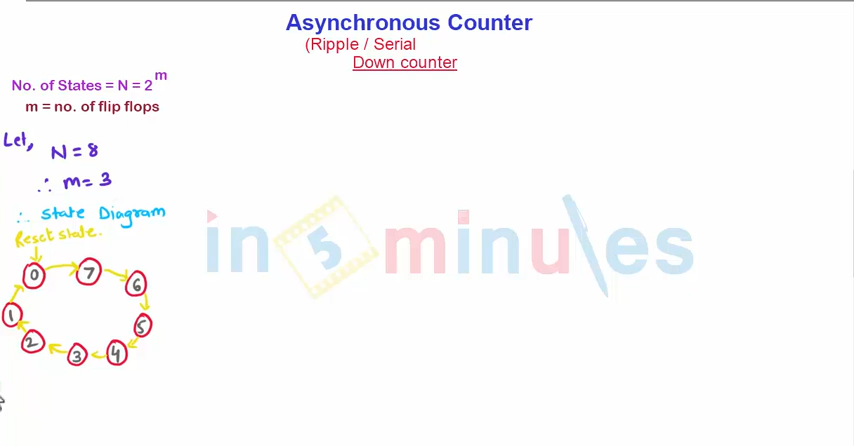 Asynchronous Counter
(Ripple / Serial
Down counter
No. of States = N = 2^m
m = no. of flip flops
Let,
N = 8
∴ m = 3
∴ State Diagram
Reset state.
0 7 6
1 5
2 3 4
in 5 minutes